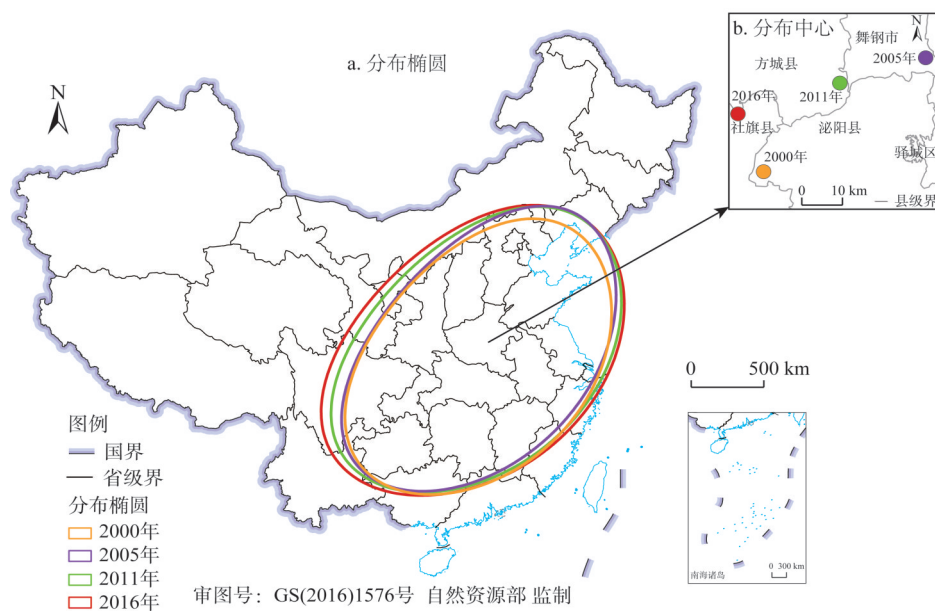 a. 分布椭圆
N
b. 分布中心
N
舞钢市
2005年
方城县
2011年
2016年
社旗县
泌阳县
驿城区
2000年
0 10 km
县级界
0 500 km
图例
国界
省级界
分布椭圆
2000年
2005年
2011年
2016年
南海诸岛
0 300 km
审图号：GS(2016)1576号 自然资源部 监制